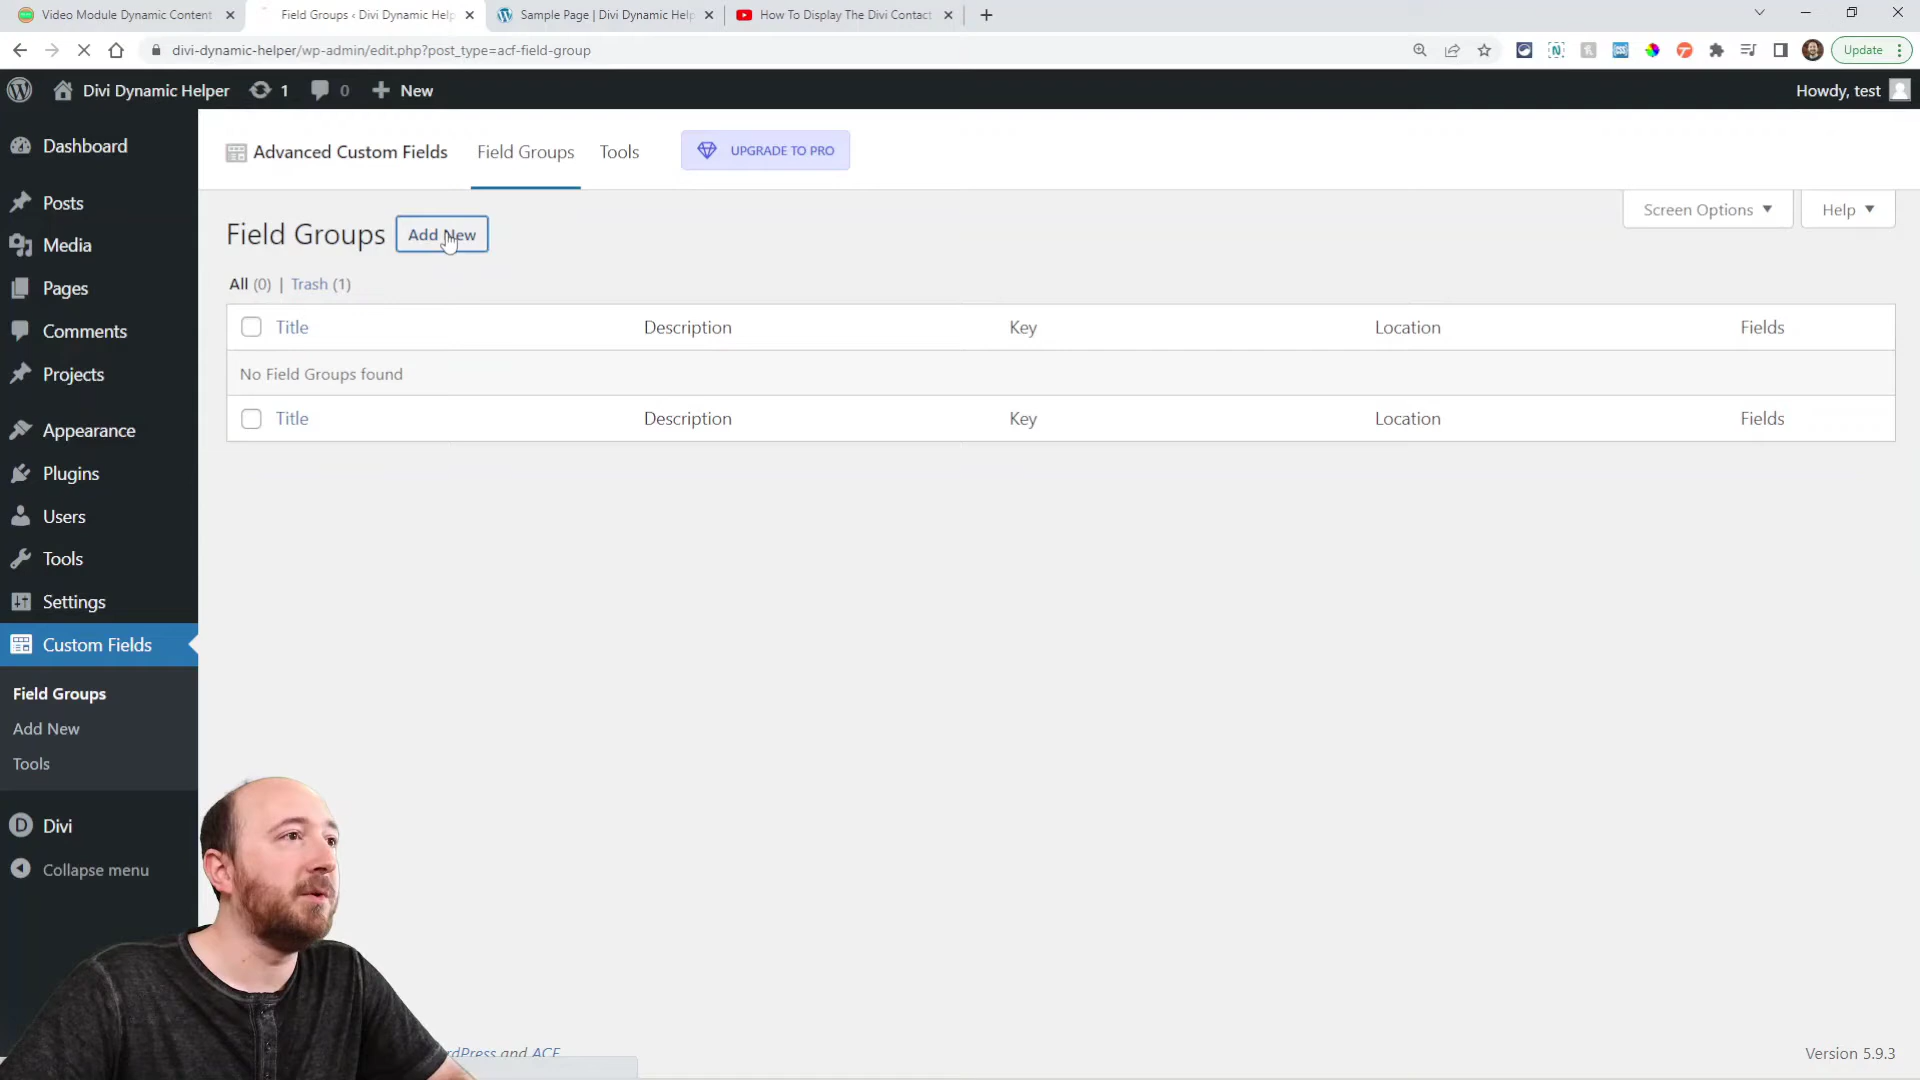 Video Module Dynamic Content
Field Groups ‹ Divi Dynamic Help
Sample Page | Divi Dynamic Help
How To Display The Divi Contact
divi-dynamic-helper/wp-admin/edit.php?post_type=acf-field-group
Update
Divi Dynamic Helper
1
0
New
Howdy, test
Dashboard
Posts
Media
Pages
Comments
Projects
Appearance
Plugins
Users
Tools
Settings
Custom Fields
Field Groups
Add New
Tools
Divi
Collapse menu
Advanced Custom Fields
Field Groups
Tools
UPGRADE TO PRO
Screen Options
Help
Field Groups
Add New
All (0) | Trash (1)
Title Description Key Location Fields
No Field Groups found
Title Description Key Location Fields
and ACF
Version 5.9.3